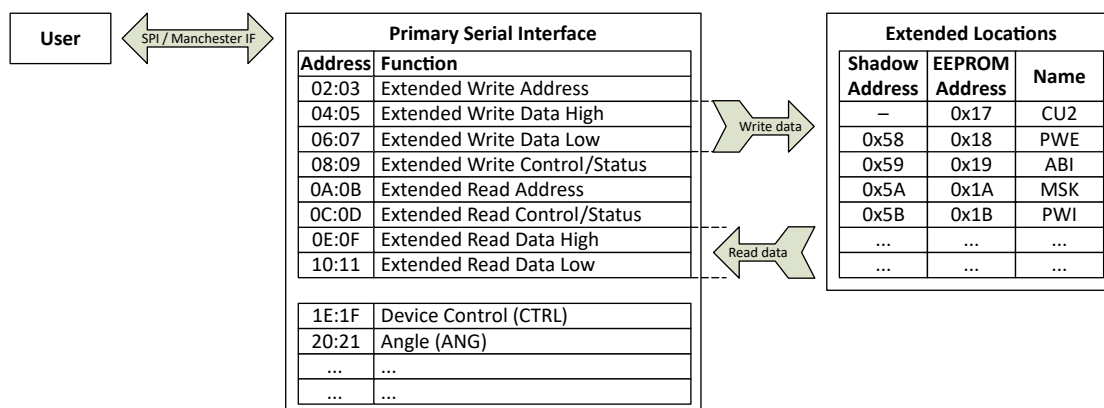 User
SPI / Manchester IF
Primary Serial Interface
Address Function
02:03 Extended Write Address
04:05 Extended Write Data High
06:07 Extended Write Data Low
08:09 Extended Write Control/Status
0A:0B Extended Read Address
0C:0D Extended Read Control/Status
0E:0F Extended Read Data High
10:11 Extended Read Data Low
1E:1F Device Control (CTRL)
20:21 Angle (ANG)
... ...
... ...
Write data
Read data
Extended Locations
Shadow Address EEPROM Address Name
– 0x17 CU2
0x58 0x18 PWE
0x59 0x19 ABI
0x5A 0x1A MSK
0x5B 0x1B PWI
... ... ...
... ... ...